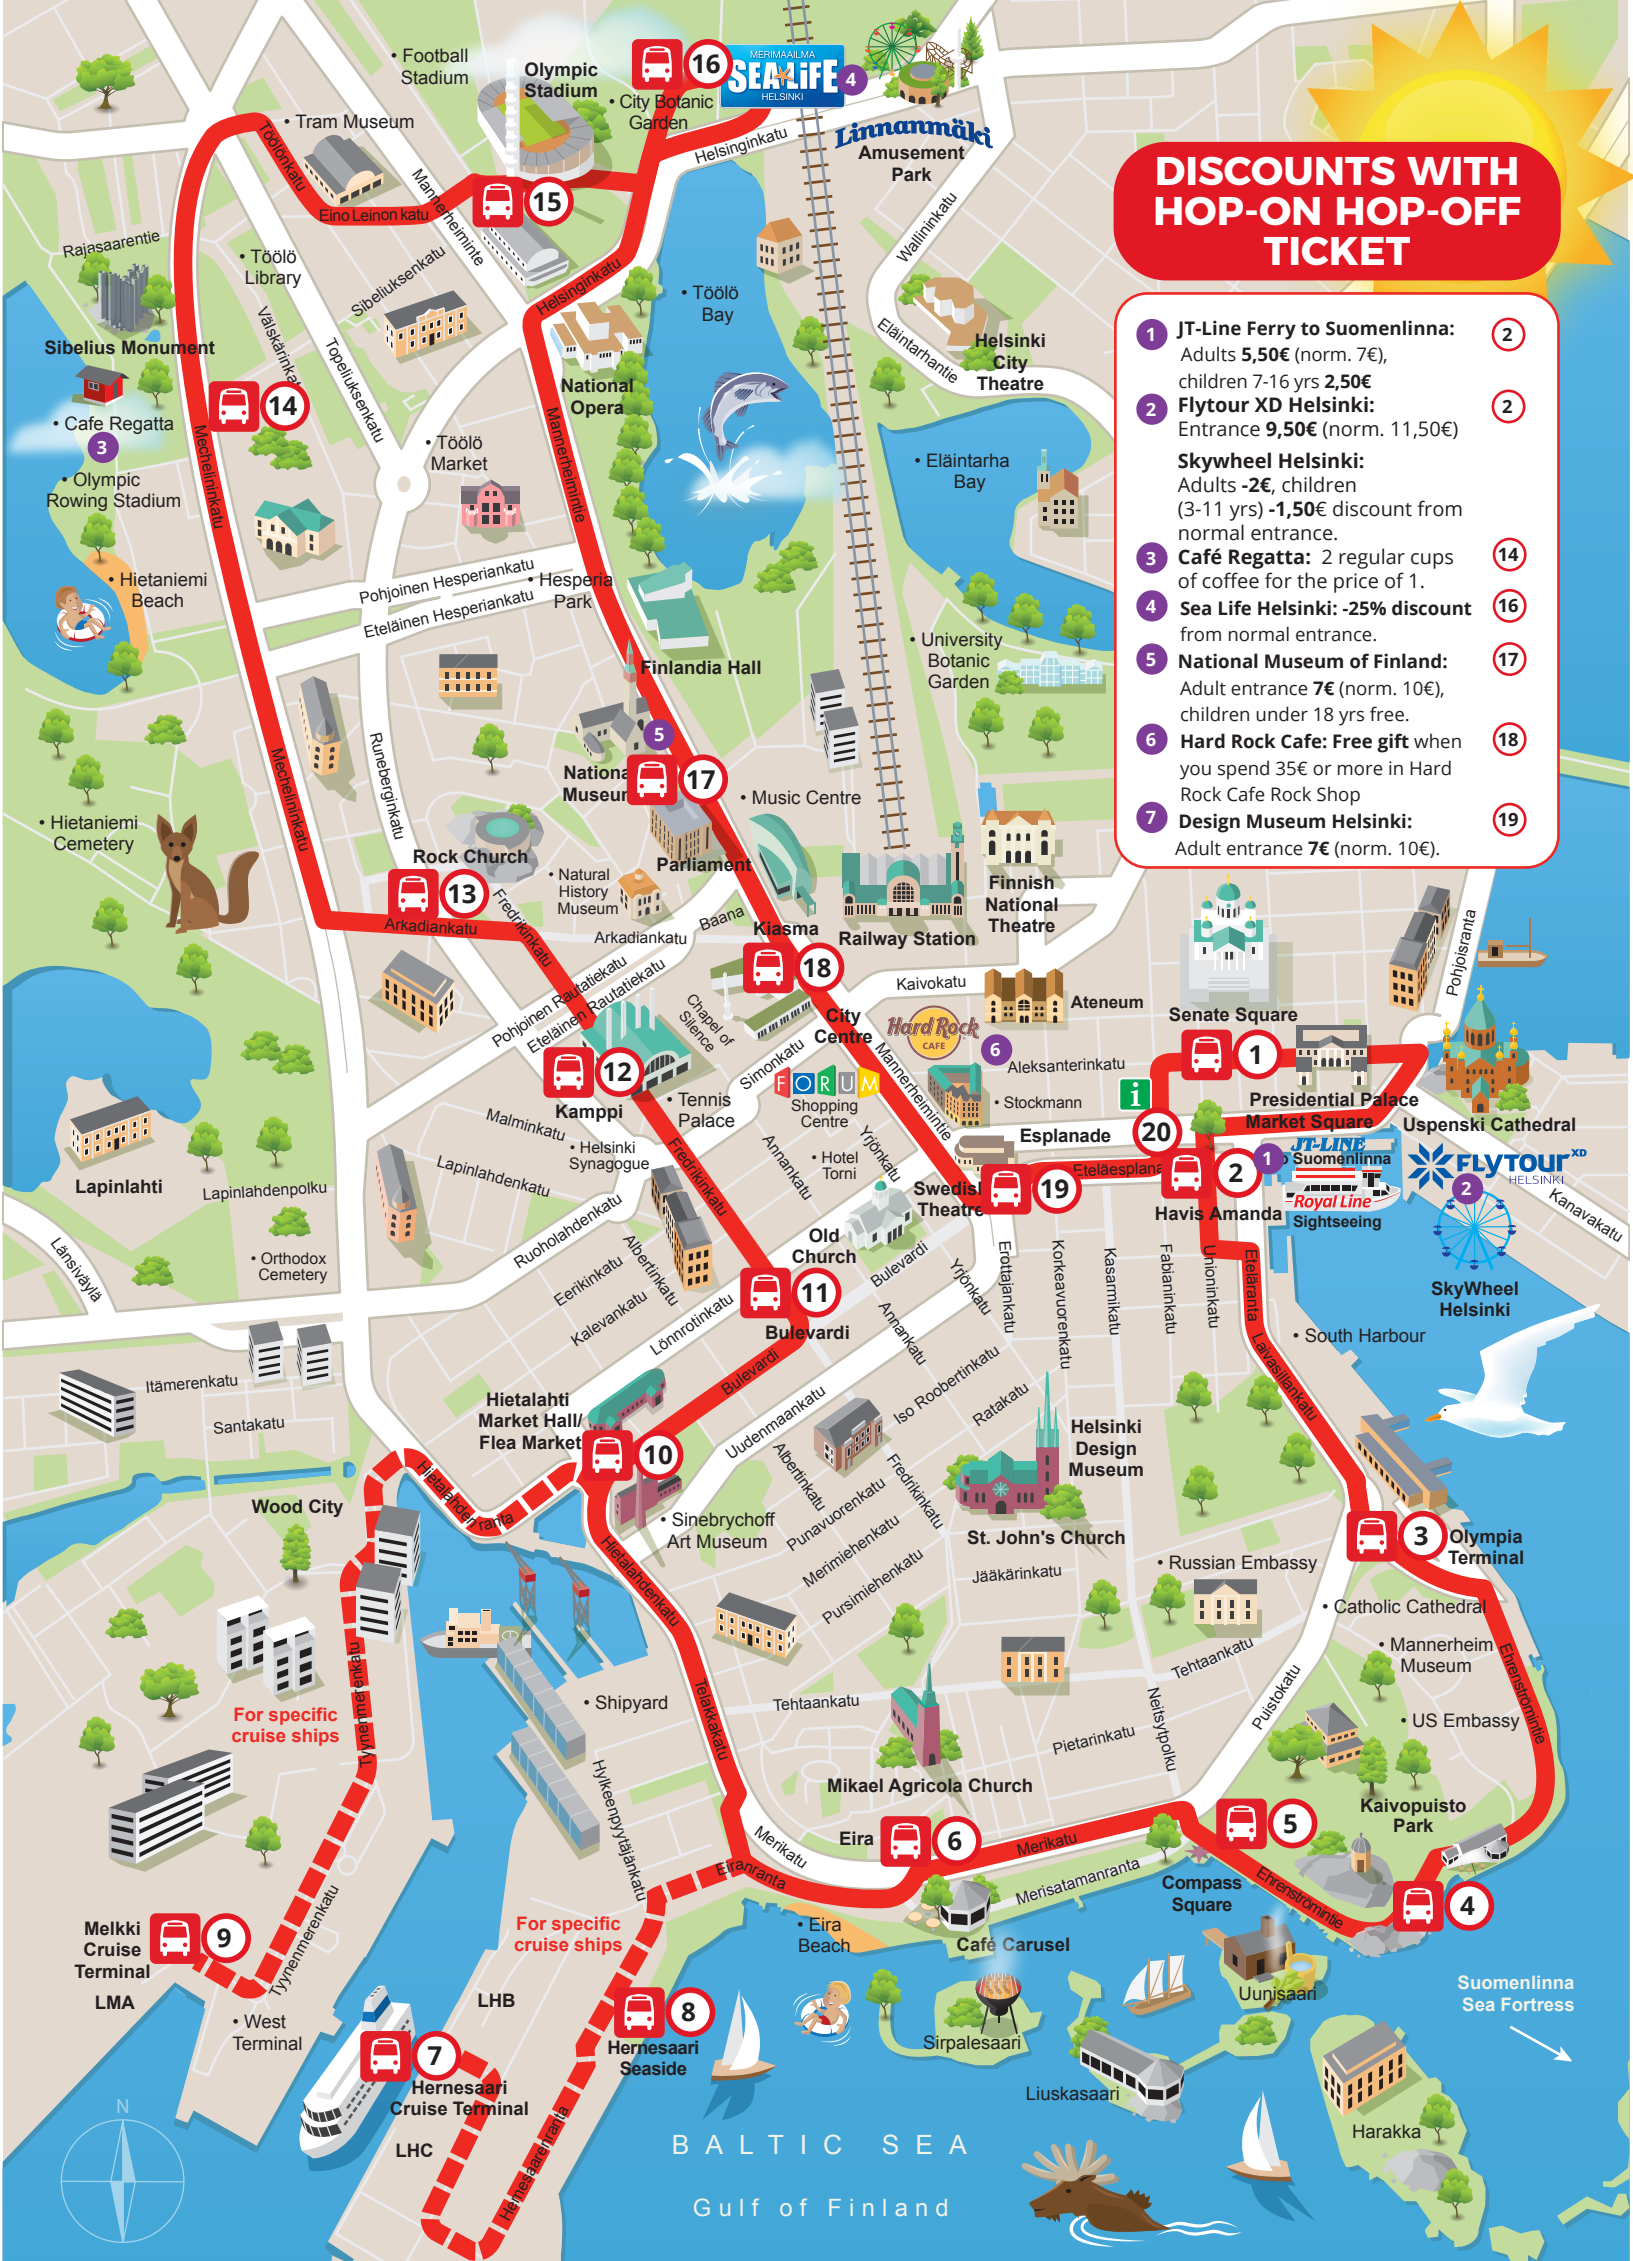 • Football
Stadium
Olympic
Stadium
16
MERIMAAILMA
SEA LiFE
HELSINKI
4
• City Botanic
Garden
• Tram Museum
Töölönkatu
Mannerheiminte
Helsinginkatu
Linnanmäki
Amusement
Park
15
Eino Leinon katu
Rajasaarentie
• Töölö
Library
Sibeliuksenkatu
Wallininkatu
Helsinginkatu
• Töölö
Bay
Välskärinkat
Topeliuksenkatu
Sibelius Monument
Eläintarhantie
Helsinki
City
Theatre
National
Opera
14
• Cafe Regatta
3
Mechelininkatu
Mannerheimintie
• Töölö
Market
• Eläintarha
Bay
• Olympic
Rowing Stadium
DISCOUNTS WITH
HOP-ON HOP-OFF
TICKET
1 JT-Line Ferry to Suomenlinna: 2
Adults 5,50€ (norm. 7€),
children 7-16 yrs 2,50€
2 Flytour XD Helsinki: 2
Entrance 9,50€ (norm. 11,50€)
Skywheel Helsinki:
Adults -2€, children
(3-11 yrs) -1,50€ discount from
normal entrance.
3 Café Regatta: 2 regular cups 14
of coffee for the price of 1.
4 Sea Life Helsinki: -25% discount 16
from normal entrance.
5 National Museum of Finland: 17
Adult entrance 7€ (norm. 10€),
children under 18 yrs free.
6 Hard Rock Cafe: Free gift when 18
you spend 35€ or more in Hard
Rock Cafe Rock Shop
7 Design Museum Helsinki: 19
Adult entrance 7€ (norm. 10€).
• Hietaniemi
Beach
Pohjoinen Hesperiankatu
Eteläinen Hesperiankatu
• Hesperia
Park
Finlandia Hall
• University
Botanic
Garden
Mechelininkatu
Runeberginkatu
5
Nationa
Museum
17
• Music Centre
• Hietaniemi
Cemetery
Rock Church
13
Parliament
• Natural
History
Museum
Fredrikinkatu
Arkadiankatu
Arkadiankatu
Baana
Kiasma
18
Railway Station
Finnish
National
Theatre
Pohjoisranta
Pohjoinen Rautatiekatu
Eteläinen Rautatiekatu
Chapel of
Silence
Kaivokatu
City
Centre
Hard Rock
CAFE
6
Ateneum
Senate Square
1
Mannerheimintie
Aleksanterinkatu
12
Kamppi
Simonkatu
FORUM
Shopping
Centre
• Tennis
Palace
• Stockmann
i
Presidential Palace
Market Square
Uspenski Cathedral
Malminkatu
• Helsinki
Synagogue
Lapinlahdenkatu
Fredrikinkatu
Annankatu
• Hotel
Torni
Yrjönkatu
Esplanade
20
Eteläesplana
JT-LINE
o Suomenlinna
1
Royal Line
Sightseeing
FLYTOUR XD
HELSINKI
2
Lapinlahti
Lapinlahdenpolku
Swedis
Theatre
19
2
Havis Amanda
Kanavakatu
SkyWheel
Helsinki
Länsiväylä
• Orthodox
Cemetery
Ruoholahdenkatu
Albertinkatu
Eerikinkatu
Kalevankatu
Lönnrotinkatu
Old
Church
Bulevardi
Yrjönkatu
Annankatu
Erottajankatu
Korkeavuorenkatu
Kasarmikatu
Fabianinkatu
Unioninkatu
Eteläranta
11
Bulevardi
Bulevardi
Laivasillankatu
• South Harbour
Itämerenkatu
Santakatu
Hietalahti
Market Hall/
Flea Market
10
Uudenmaankatu
Iso Roobertinkatu
Ratakatu
Helsinki
Design
Museum
Albertinkatu
Fredrikinkatu
Punavuorenkatu
Merimiehenkatu
Pursimiehenkatu
St. John's Church
Hietalahden ranta
Wood City
• Sinebrychoff
Art Museum
Hietalahdenkatu
Jääkärinkatu
• Russian Embassy
3
Olympia
Terminal
• Catholic Cathedral
• Mannerheim
Museum
Ehrenströmintie
Tehtaankatu
Tehtaankatu
Puistokatu
• US Embassy
Tyynenmerenkatu
For specific
cruise ships
• Shipyard
Telakkakatu
Neitsytpolku
Pietarinkatu
Mikael Agricola Church
Hylkeenpyytäjänkatu
Kaivopuisto
Park
5
Eira
6
Merikatu
Merikatu
Eiranranta
Merisatamanranta
Compass
Square
Ehrenströmintie
4
Tyynenmerenkatu
Melkki
Cruise
Terminal
9
LMA
For specific
cruise ships
• Eira
Beach
Café Carusel
Uunisaari
Suomenlinna
Sea Fortress
• West
Terminal
LHB
8
Hernesaari
Seaside
7
Hernesaari
Cruise Terminal
LHC
Hernesaarenranta
Sirpalesaari
Liuskasaari
Harakka
N
BALTIC SEA
Gulf of Finland